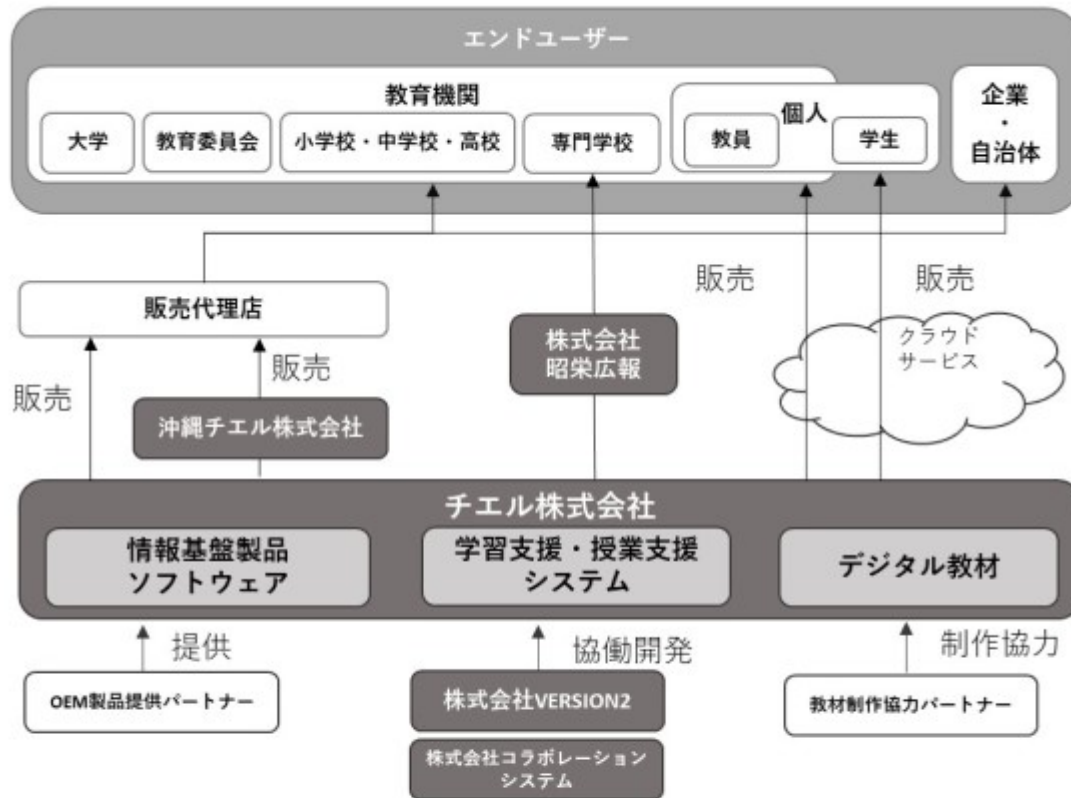 エンドユーザー
教育機関
大学
教育委員会
小学校・中学校・高校
専門学校
個人
教員
学生
企業
・
自治体
販売代理店
販売
販売
沖縄チエル株式会社
株式会社
昭栄広報
販売
販売
クラウド
サービス
チエル株式会社
情報基盤製品
ソフトウェア
学習支援・授業支援
システム
デジタル教材
提供
協働開発
制作協力
OEM製品提供パートナー
株式会社VERSION2
株式会社コラボレーション
システム
教材制作協力パートナー